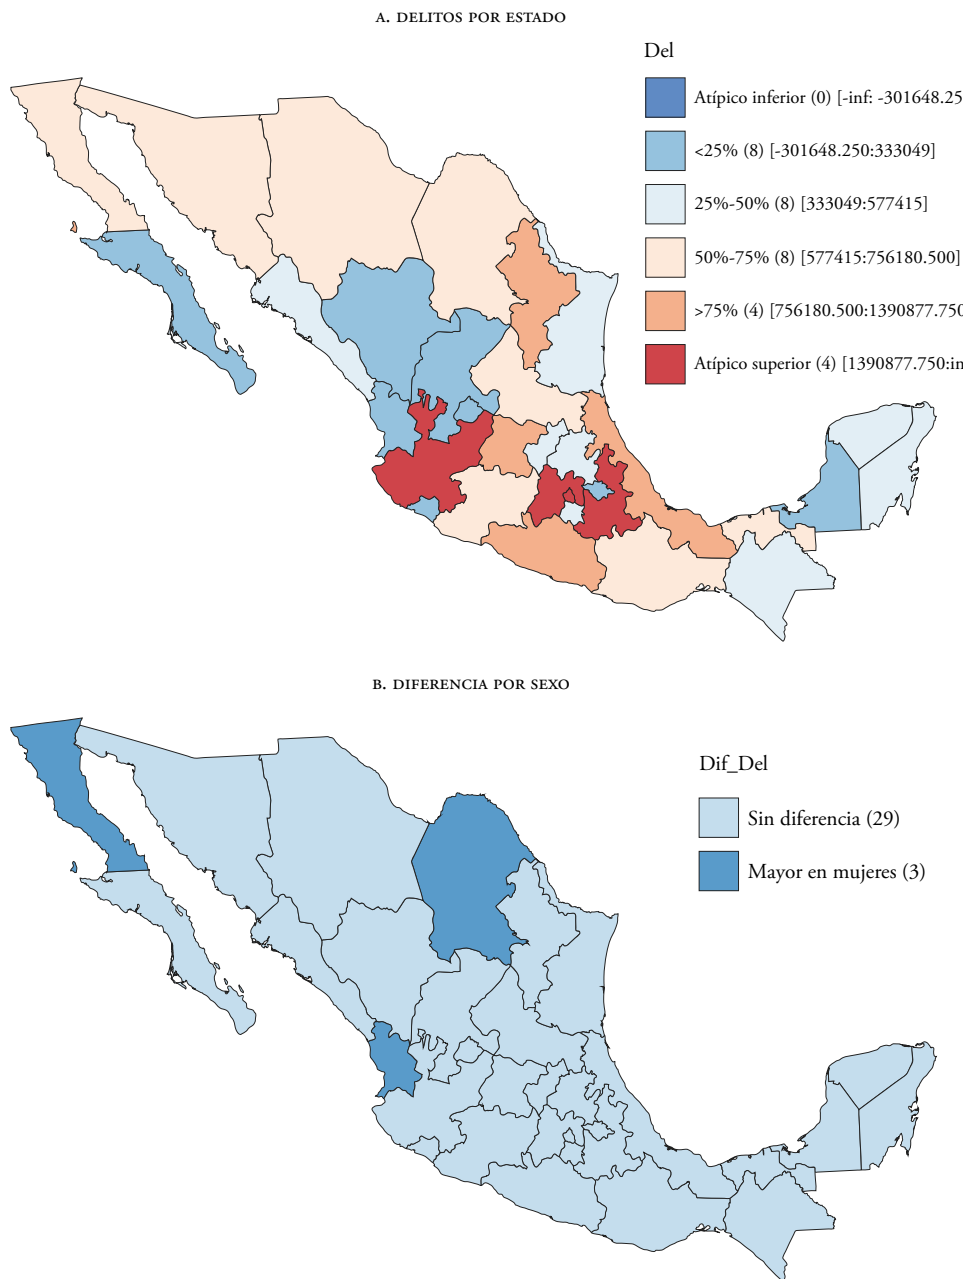 A. DELITOS POR ESTADO
Del
Atípico inferior (0) [-inf: -301648.25
<25% (8) [-301648.250:333049]
25%-50% (8) [333049:577415]
50%-75% (8) [577415:756180.500]
>75% (4) [756180.500:1390877.750
Atípico superior (4) [1390877.750:in
B. DIFERENCIA POR SEXO
Dif_Del
Sin diferencia (29)
Mayor en mujeres (3)